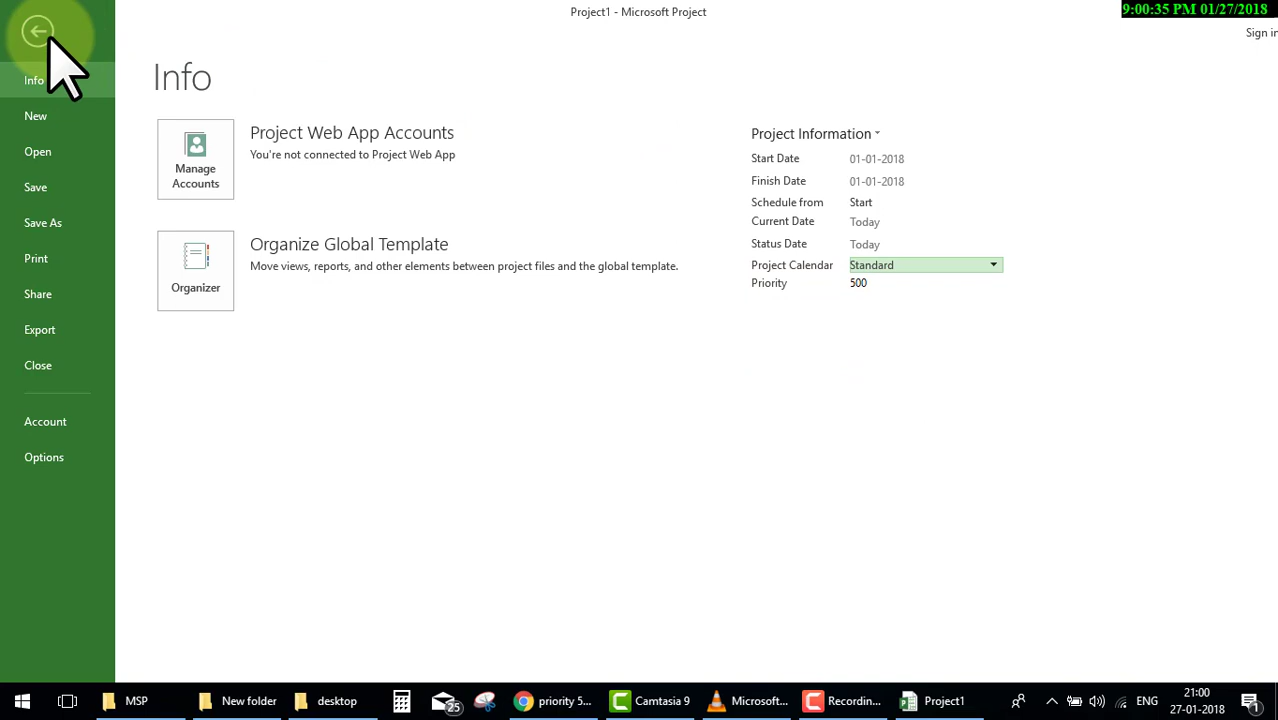 Project1 - Microsoft Project
9:00:35 PM 01/27/2018
Sign in
Info
New
Open
Save
Save As
Print
Share
Export
Close
Account
Options
Info
Manage Accounts
Project Web App Accounts
You're not connected to Project Web App
Organizer
Organize Global Template
Move views, reports, and other elements between project files and the global template.
Project Information
Start Date 01-01-2018
Finish Date 01-01-2018
Schedule from Start
Current Date Today
Status Date Today
Project Calendar Standard
Priority 500
MSP
New folder
desktop
25
priority 5...
Camtasia 9
Microsoft...
Recording...
Project1
ENG
21:00
27-01-2018
1